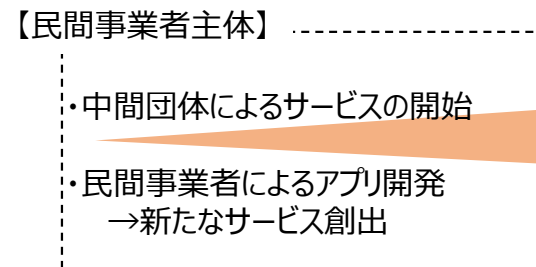 【民間事業者主体】
・中間団体によるサービスの開始
・民間事業者によるアプリ開発
→新たなサービス創出